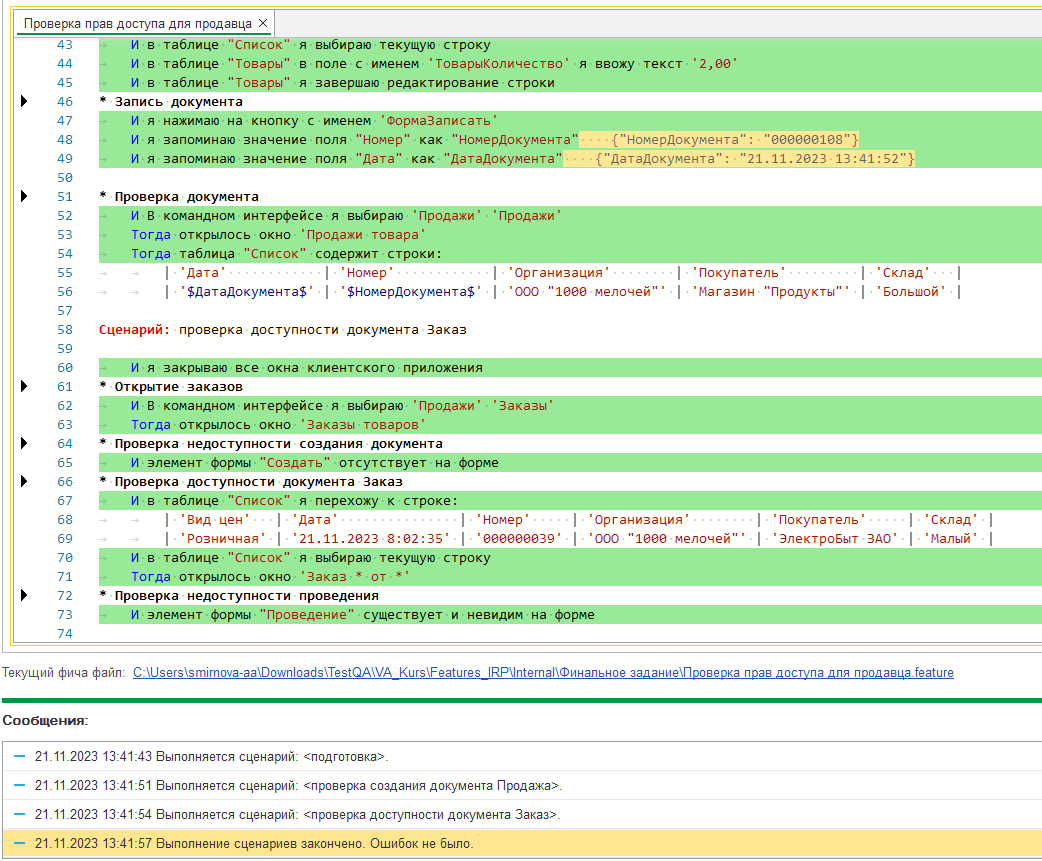 Проверка прав доступа для продавца ×
43 И в таблице "Список" я выбираю текущую строку
44 И в таблице "Товары" в поле с именем 'ТоварыКоличество' я ввожу текст '2,00'
45 И в таблице "Товары" я завершаю редактирование строки
46 * Запись документа
47 И я нажимаю на кнопку с именем 'ФормаЗаписать'
48 И я запоминаю значение поля "Номер" как "НомерДокумента" {"НомерДокумента": "000000108"}
49 И я запоминаю значение поля "Дата" как "ДатаДокумента" {"ДатаДокумента": "21.11.2023 13:41:52"}
50
51 * Проверка документа
52 И В командном интерфейсе я выбираю 'Продажи' 'Продажи'
53 Тогда открылось окно 'Продажи товара'
54 Тогда таблица "Список" содержит строки:
55 | 'Дата' | 'Номер' | 'Организация' | 'Покупатель' | 'Склад' |
56 | '$ДатаДокумента$' | '$НомерДокумента$' | 'ООО "1000 мелочей"' | 'Магазин "Продукты"' | 'Большой' |
57
58 Сценарий: проверка доступности документа Заказ
59
60 И я закрываю все окна клиентского приложения
61 * Открытие заказов
62 И В командном интерфейсе я выбираю 'Продажи' 'Заказы'
63 Тогда открылось окно 'Заказы товаров'
64 * Проверка недоступности создания документа
65 И элемент формы "Создать" отсутствует на форме
66 * Проверка доступности документа Заказ
67 И в таблице "Список" я перехожу к строке:
68 | 'Вид цен' | 'Дата' | 'Номер' | 'Организация' | 'Покупатель' | 'Склад' |
69 | 'Розничная' | '21.11.2023 8:02:35' | '000000039' | 'ООО "1000 мелочей"' | 'ЭлектроБыт ЗАО' | 'Малый' |
70 И в таблице "Список" я выбираю текущую строку
71 Тогда открылось окно 'Заказ * от *'
72 * Проверка недоступности проведения
73 И элемент формы "Проведение" существует и невидим на форме
74
Текущий фича файл: C:\Users\smirnova-aa\Downloads\TestQA\VA_Kurs\Features_IRP\Internal\Финальное задание\Проверка прав доступа для продавца.feature
Сообщения:
21.11.2023 13:41:43 Выполняется сценарий: <подготовка>.
21.11.2023 13:41:51 Выполняется сценарий: <проверка создания документа Продажа>.
21.11.2023 13:41:54 Выполняется сценарий: <проверка доступности документа Заказ>.
21.11.2023 13:41:57 Выполнение сценариев закончено. Ошибок не было.